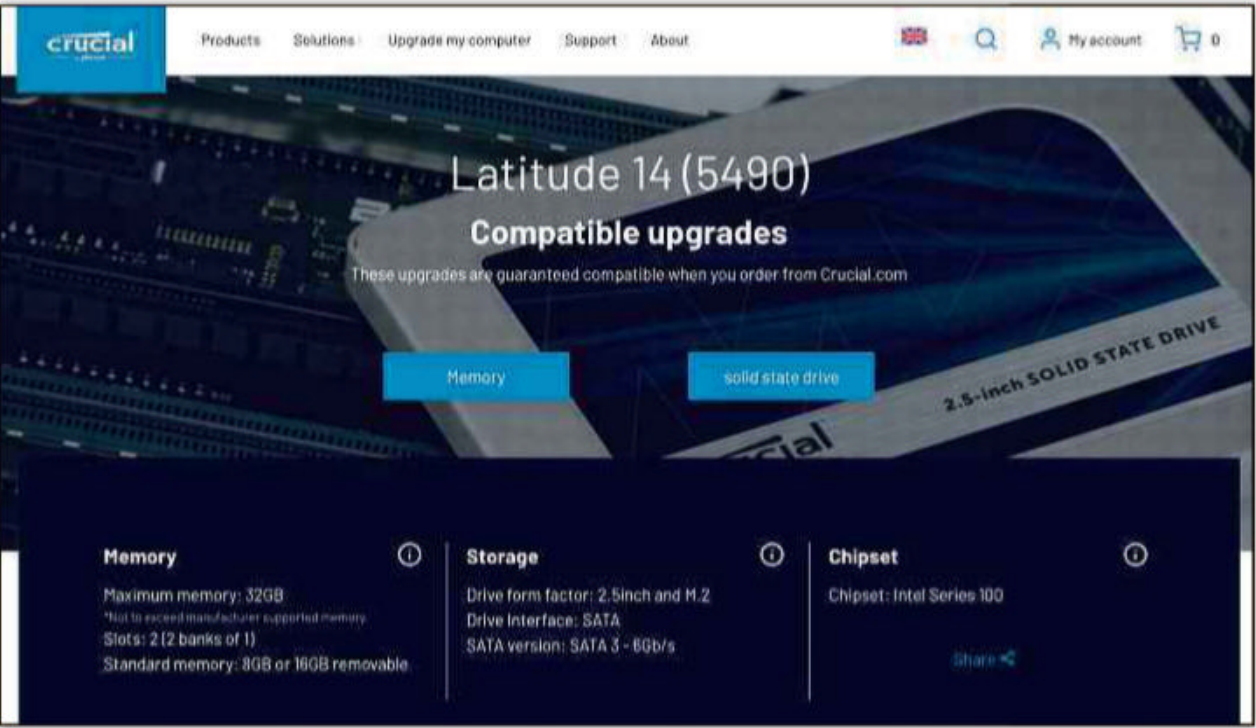 crucial
Products Solutions Upgrade my computer Support About My account 0
Latitude 14 (5490)
Compatible upgrades
These upgrades are guaranteed compatible when you order from Crucial.com
Memory solid state drive
2.5-inch SOLID STATE DRIVE
crucial
Memory
Maximum memory: 32GB
*Not to exceed manufacturer supported memory.
Slots: 2 (2 banks of 1)
Standard memory: 8GB or 16GB removable
Storage
Drive form factor: 2.5inch and M.2
Drive Interface: SATA
SATA version: SATA 3 - 6Gb/s
Chipset
Chipset: Intel Series 100
Share